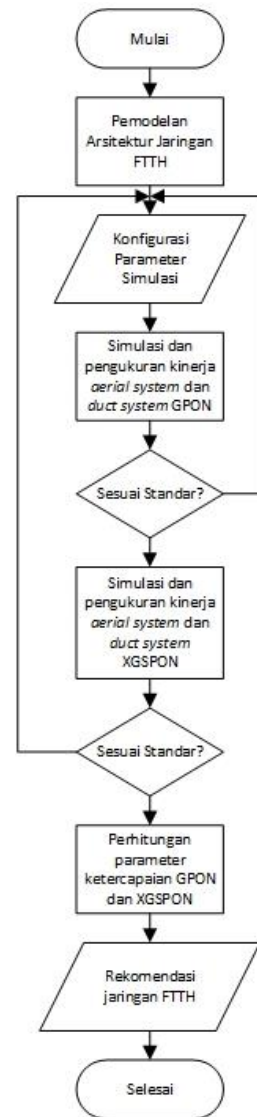 Mulai
Pemodelan
Arsitektur Jaringan
FTTH
Konfigurasi
Parameter
Simulasi
Simulasi dan
pengukuran kinerja
aerial system dan
duct system GPON
Sesuai Standar?
Simulasi dan
pengukuran kinerja
aerial system dan
duct system
XGSPON
Sesuai Standar?
Perhitungan
parameter
ketercapaian GPON
dan XGSPON
Rekomendasi
jaringan FTTH
Selesai